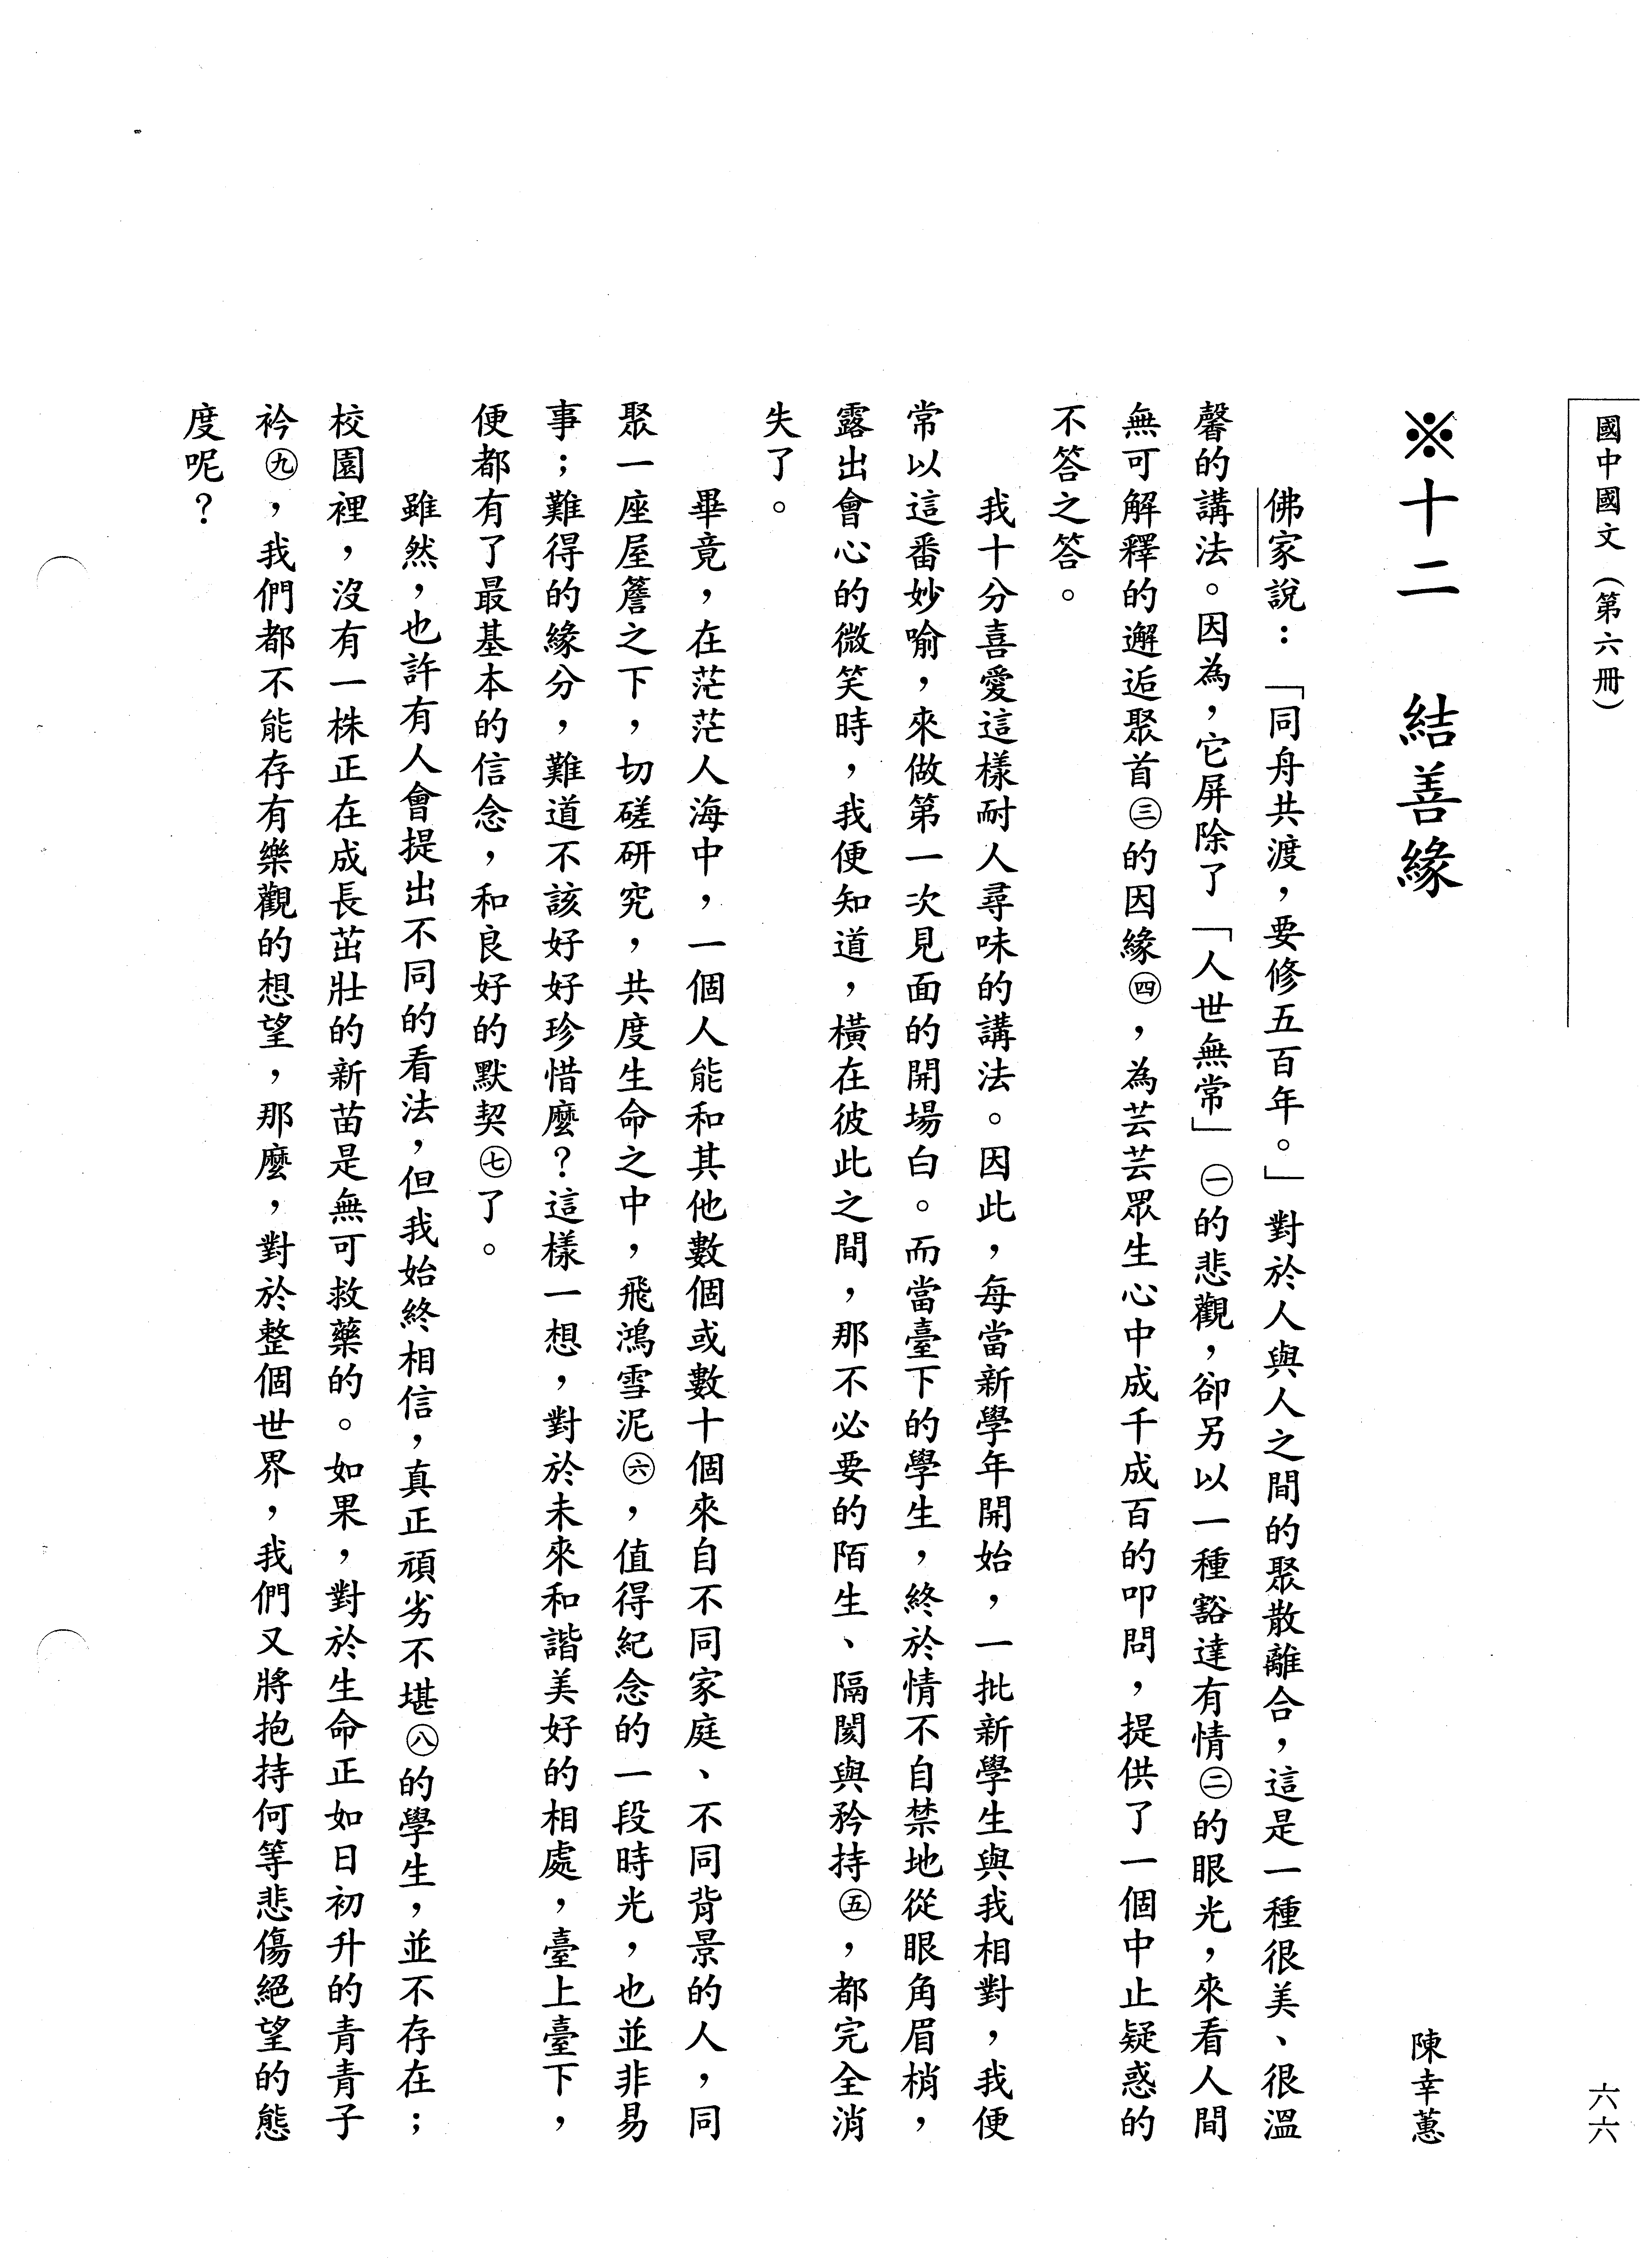 國中國文（第六冊）
六六
※十二　結善緣
陳幸蕙
佛家說：「同舟共渡，要修五百年。」對於人與人之間的聚散離合，這是一種很美、很溫
馨的講法。因為，它屏除了「人世無常」㊀的悲觀，卻另以一種豁達有情㊁的眼光，來看人間
無可解釋的邂逅聚首㊂的因緣㊃，為芸芸眾生心中成千成百的叩問，提供了一個中止疑惑的
不答之答。
我十分喜愛這樣耐人尋味的講法。因此，每當新學年開始，一批新學生與我相對，我便
常以這番妙喻，來做第一次見面的開場白。而當臺下的學生，終於情不自禁地從眼角眉梢，
露出會心的微笑時，我便知道，橫在彼此之間，那不必要的陌生、隔閡與矜持㊄，都完全消
失了。
畢竟，在茫茫人海中，一個人能和其他數個或數十個來自不同家庭、不同背景的人，同
聚一座屋簷之下，切磋研究，共度生命之中，飛鴻雪泥㊅，值得紀念的一段時光，也並非易
事；難得的緣分，難道不該好好珍惜麼？這樣一想，對於未來和諧美好的相處，臺上臺下，
便都有了最基本的信念，和良好的默契㊆了。
雖然，也許有人會提出不同的看法，但我始終相信，真正頑劣不堪㊇的學生，並不存在；
校園裡，沒有一株正在成長茁壯的新苗是無可救藥的。如果，對於生命正如日初升的青青子
衿㊈，我們都不能存有樂觀的想望，那麼，對於整個世界，我們又將抱持何等悲傷絕望的態
度呢？